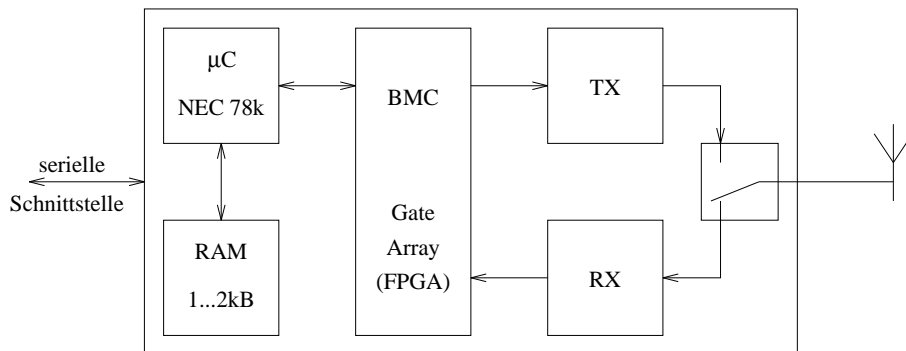 µC
NEC 78k
BMC
TX
serielle
Schnittstelle
Gate
Array
(FPGA)
RAM
1...2kB
RX